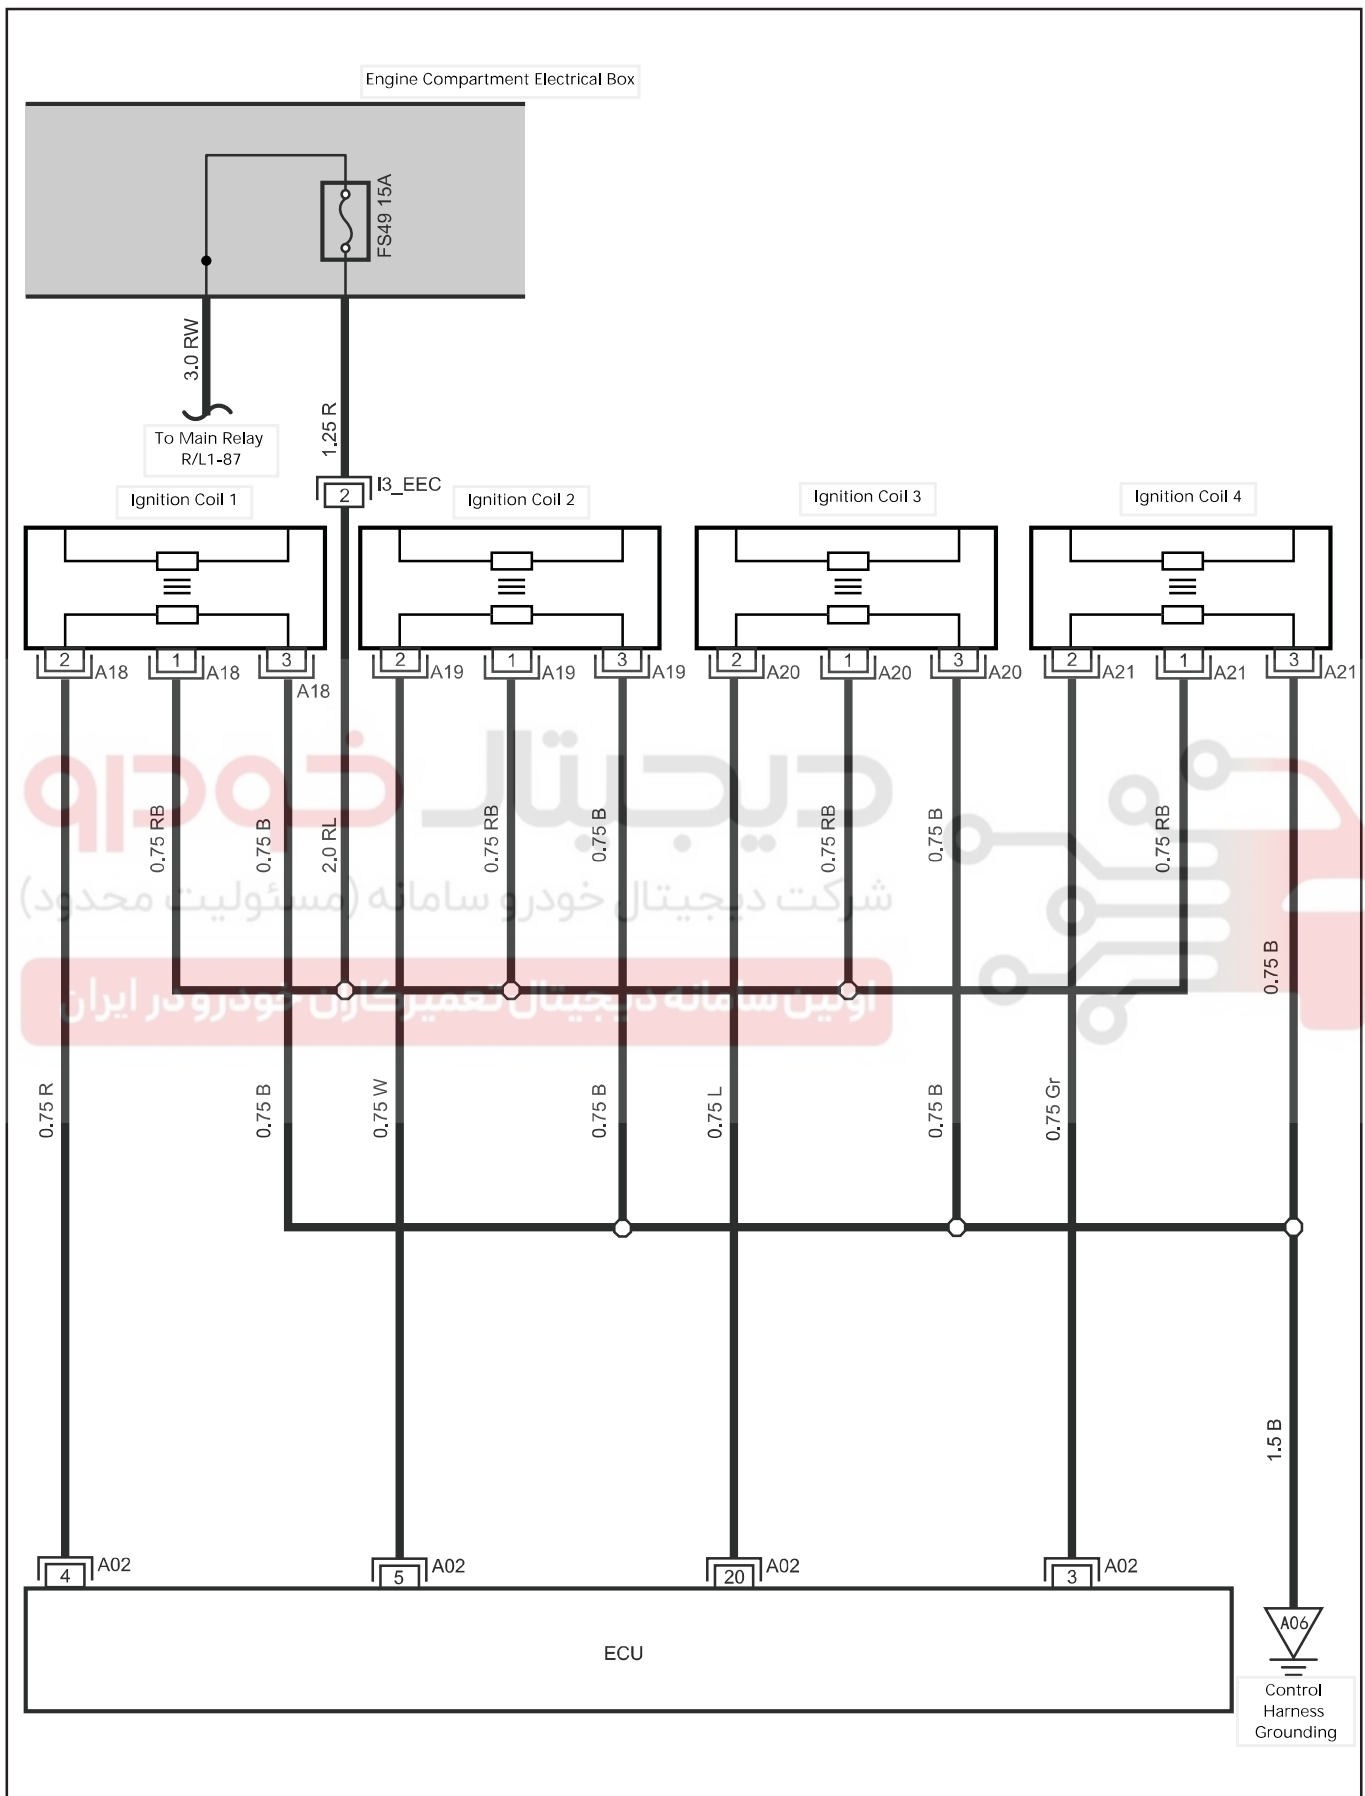 Engine Compartment Electrical Box
FS49 15A
3.0 RW
1.25 R
To Main Relay
R/L1-87
2
I3_EEC
Ignition Coil 1
Ignition Coil 2
Ignition Coil 3
Ignition Coil 4
2 A18 1 A18 3 A18
2 A19 1 A19 3 A19
2 A20 1 A20 3 A20
2 A21 1 A21 3 A21
دیجیتال خودرو
0.75 RB 0.75 B 2.0 RL 0.75 RB 0.75 B 0.75 RB 0.75 B 0.75 RB
شرکت دیجیتال خودرو سامانه (مسئولیت محدود)
0.75 B
اولین سامانه دیجیتال تعمیرکاران خودرو در ایران
0.75 R 0.75 B 0.75 W 0.75 B 0.75 L 0.75 B 0.75 Gr
1.5 B
4 A02 5 A02 20 A02 3 A02
ECU
A06
Control
Harness
Grounding